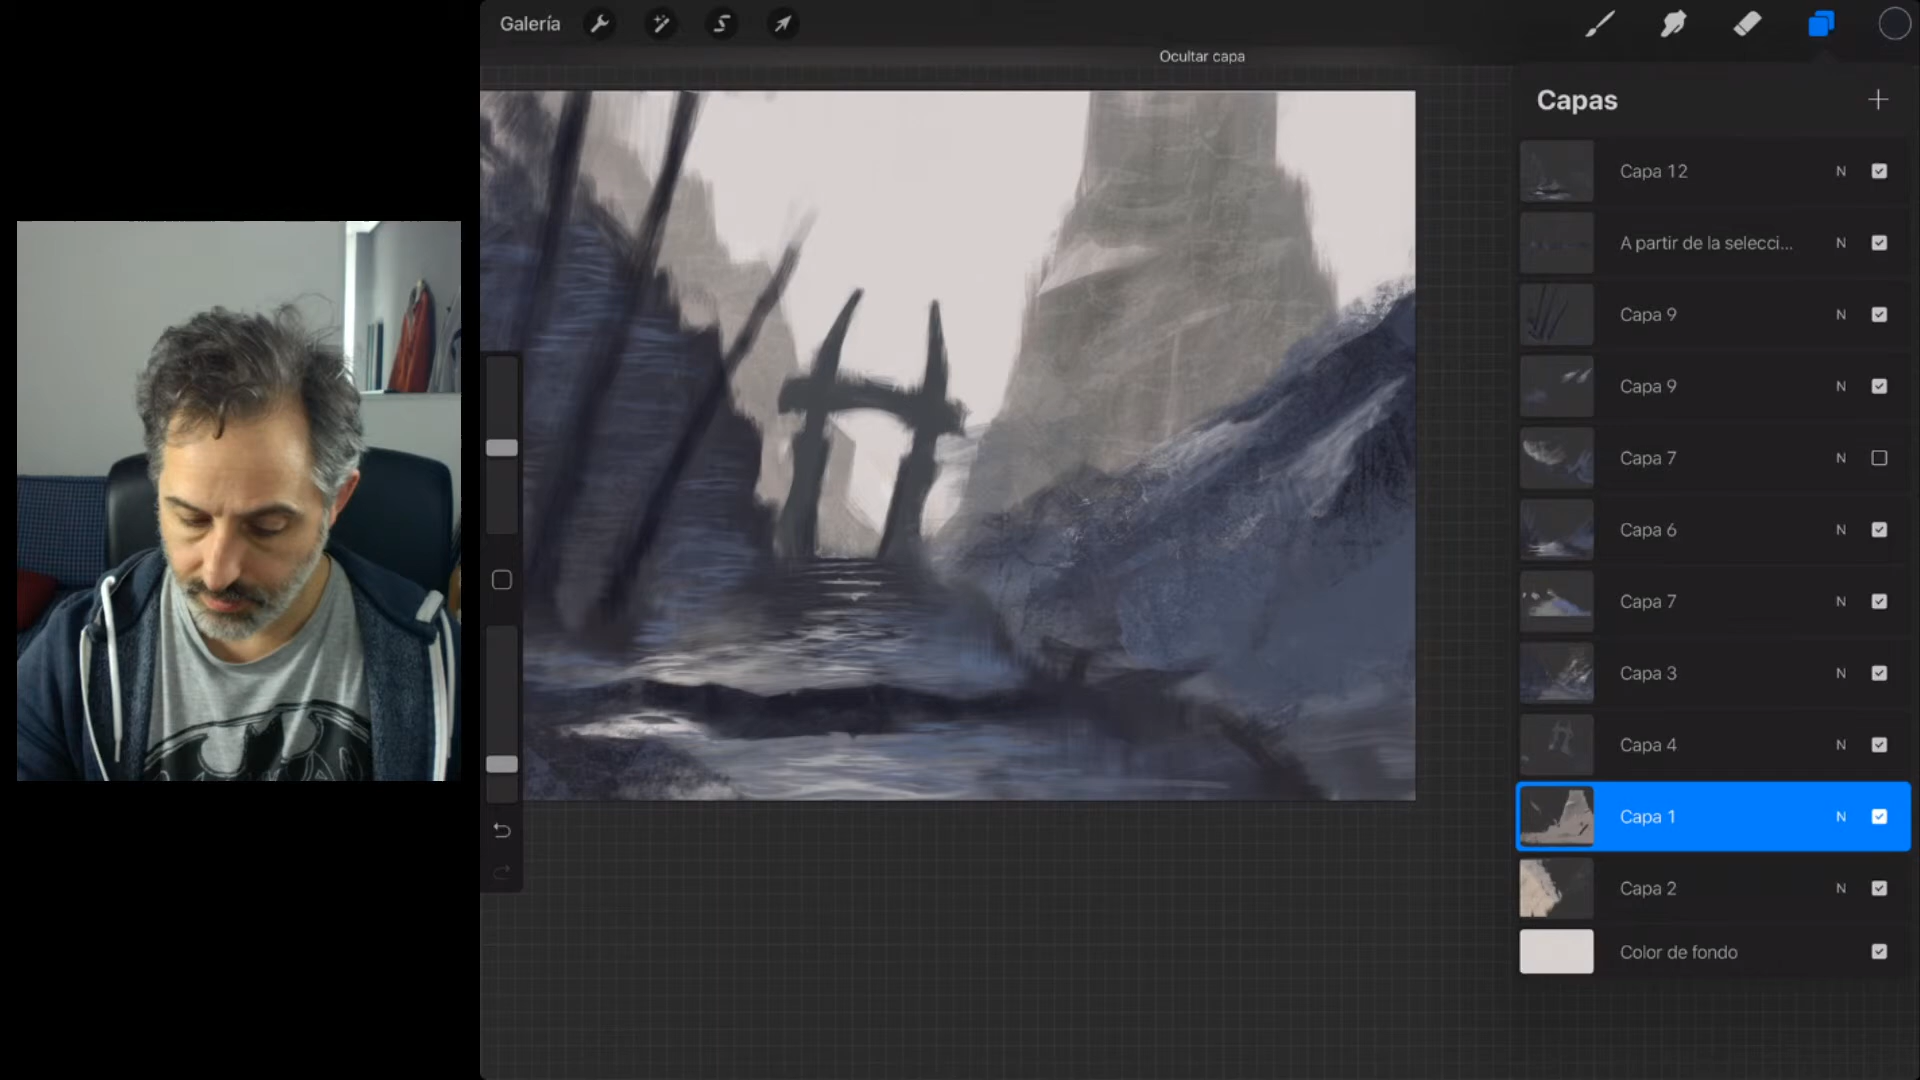 Galería
Ocultar capa
Capas
Capa 12 N
A partir de la selecci... N
Capa 9 N
Capa 9 N
Capa 7 N
Capa 6 N
Capa 7 N
Capa 3 N
Capa 4 N
Capa 1 N
Capa 2 N
Color de fondo